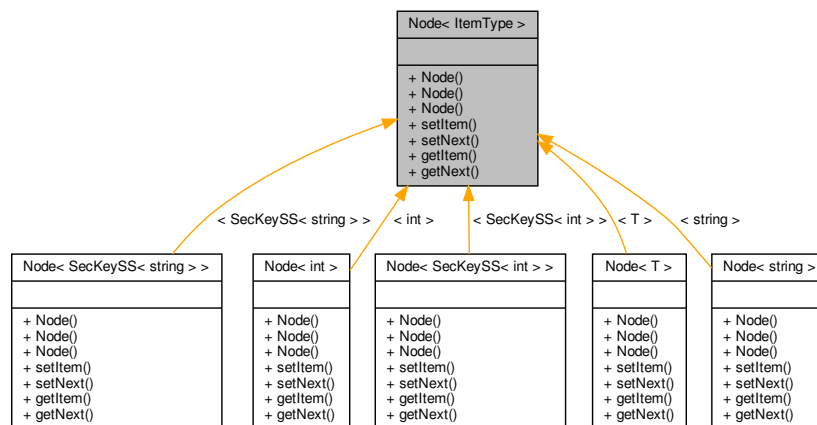 Node< ItemType >
+ Node()
+ Node()
+ Node()
+ setItem()
+ setNext()
+ getItem()
+ getNext()
< SecKeySS< string > >
< int >
< SecKeySS< int > >
< T >
< string >
Node< SecKeySS< string > >
+ Node()
+ Node()
+ Node()
+ setItem()
+ setNext()
+ getItem()
+ getNext()
Node< int >
+ Node()
+ Node()
+ Node()
+ setItem()
+ setNext()
+ getItem()
+ getNext()
Node< SecKeySS< int > >
+ Node()
+ Node()
+ Node()
+ setItem()
+ setNext()
+ getItem()
+ getNext()
Node< T >
+ Node()
+ Node()
+ Node()
+ setItem()
+ setNext()
+ getItem()
+ getNext()
Node< string >
+ Node()
+ Node()
+ Node()
+ setItem()
+ setNext()
+ getItem()
+ getNext()